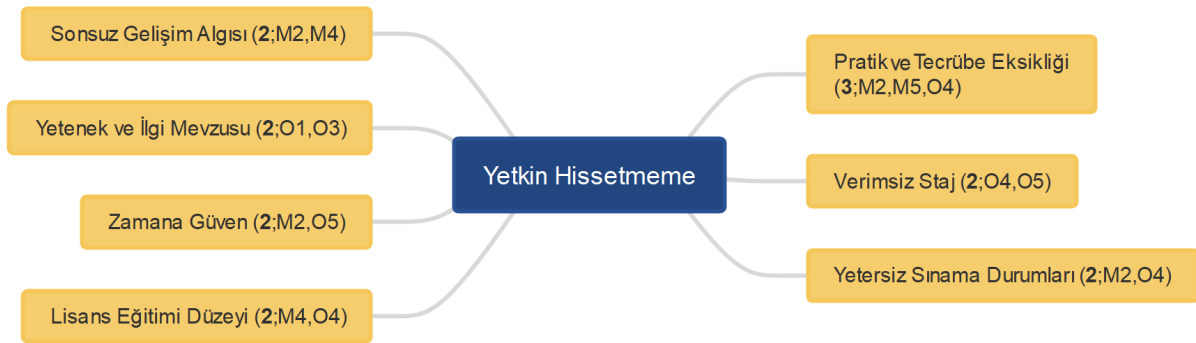 Sonsuz Gelişim Algısı (2;M2,M4)
Yetenek ve İlgi Mevzusu (2;O1,O3)
Zamana Güven (2;M2,O5)
Lisans Eğitimi Düzeyi (2;M4,O4)
Yetkin Hissetmeme
Pratik ve Tecrübe Eksikliği
(3;M2,M5,O4)
Verimsiz Staj (2;O4,O5)
Yetersiz Sınama Durumları (2;M2,O4)